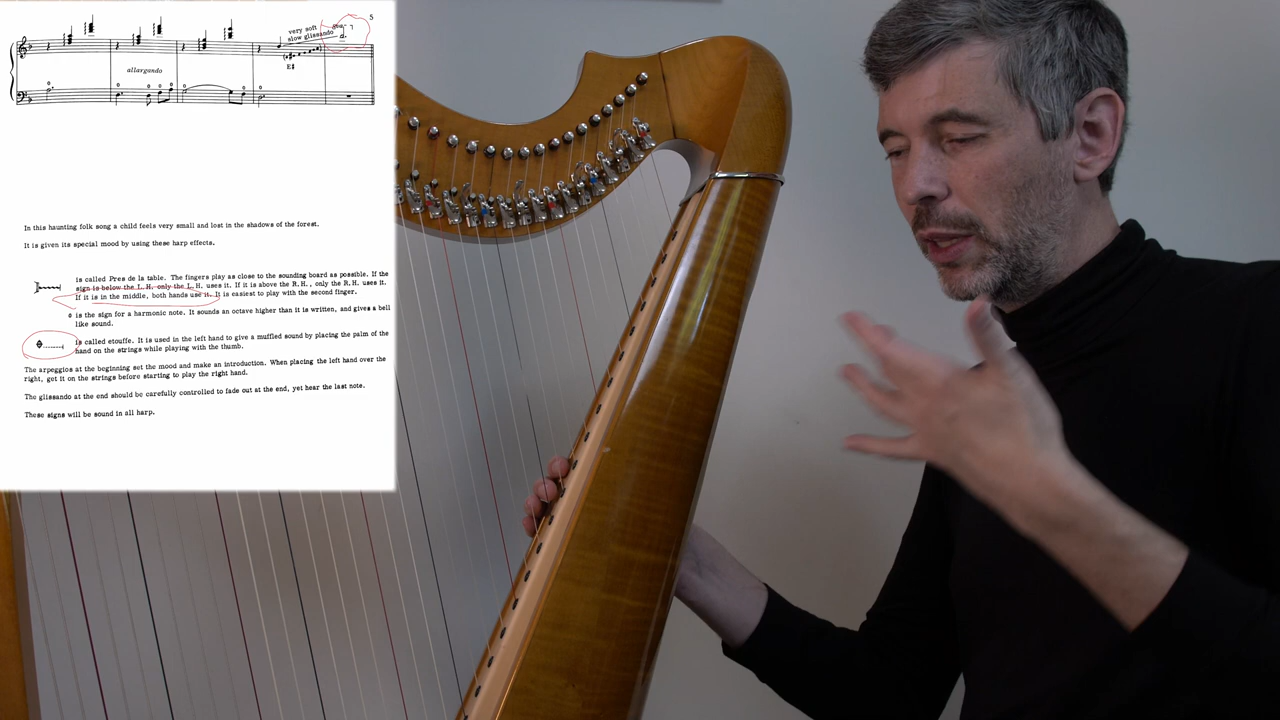 5
very soft
slow glissando
8va
allargando
E♯
In this haunting folk song a child feels very small and lost in the shadows of the forest.
It is given its special mood by using these harp effects.
is called Pres de la table. The fingers play as close to the sounding board as possible. If the
sign is below the L.H. only the L.H. uses it. If it is above the R.H., only the R.H. uses it.
If it is in the middle, both hands use it. It is easiest to play with the second finger.
is the sign for a harmonic note. It sounds an octave higher than it is written, and gives a bell
like sound.
is called etouffe. It is used in the left hand to give a muffled sound by placing the palm of the
hand on the strings while playing with the thumb.
The arpeggios at the beginning set the mood and make an introduction. When placing the left hand over the
right, get it on the strings before starting to play the right hand.
The glissando at the end should be carefully controlled to fade out at the end, yet hear the last note.
These signs will be sound in all harp.